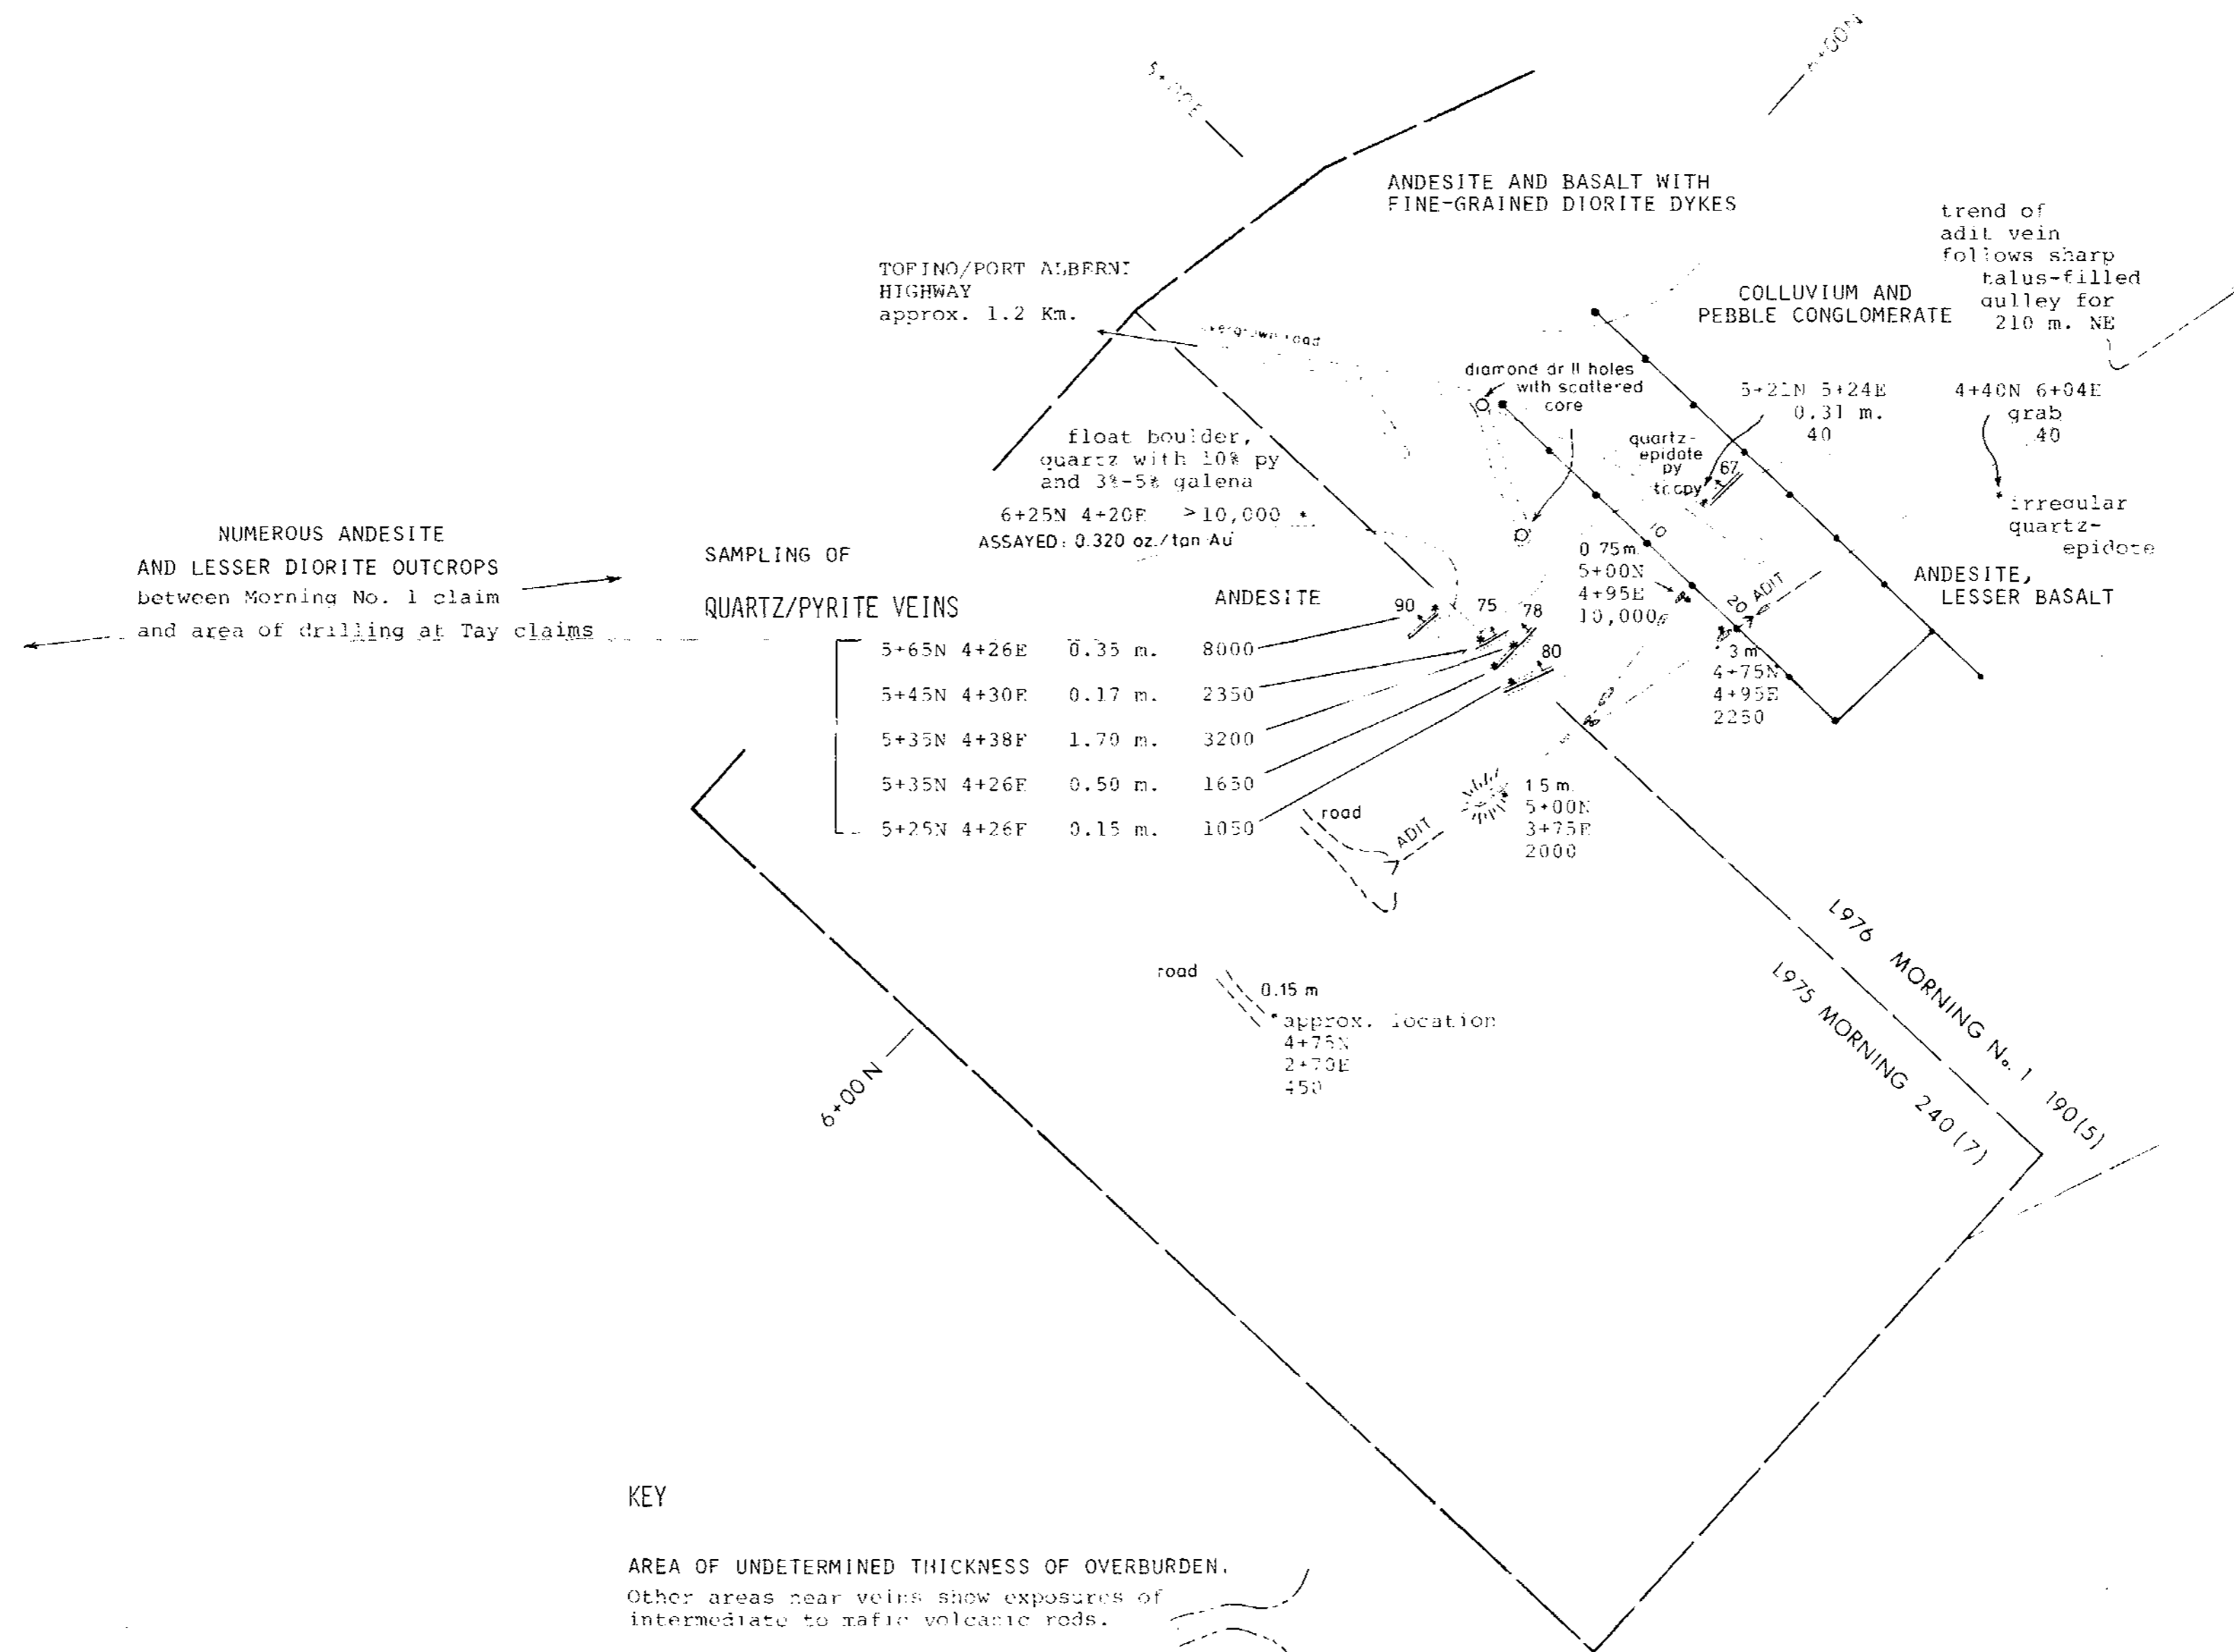 5+00E
6+00N
ANDESITE AND BASALT WITH
FINE-GRAINED DIORITE DYKES
trend of
adit vein
follows sharp
talus-filled
gulley for
210 m. NE
TOFINO/PORT ALBERNI
HIGHWAY
approx. 1.2 Km.
overgrown road
COLLUVIUM AND
PEBBLE CONGLOMERATE
diamond drill holes
with scattered
core
5+21N 5+24E
0.31 m.
40
4+40N 6+04E
grab
40
irregular
quartz-
epidote
quartz-
epidote
py
tr cpy
67
float boulder,
quartz with 10% py
and 3%-5% galena
6+25N 4+20E >10,000 *
ASSAYED: 0.320 oz./ton Au
NUMEROUS ANDESITE
AND LESSER DIORITE OUTCROPS
between Morning No. 1 claim
and area of drilling at Tay claims
SAMPLING OF
QUARTZ/PYRITE VEINS
ANDESITE
10
0.75m.
5+00N
4+95E
10,000
20 ADIT
ANDESITE,
LESSER BASALT
90
75
78
80
3 m
4+75N
4+95E
2250
5+65N 4+26E 0.35 m. 8000
5+45N 4+30E 0.17 m. 2350
5+35N 4+38E 1.70 m. 3200
5+35N 4+26E 0.50 m. 1650
5+25N 4+26E 0.15 m. 1050
road
ADIT
1.5 m.
5+00N
3+75E
2000
road
0.15 m
approx. location
4+75N
2+70E
450
L976 MORNING No. 1 190(5)
L975 MORNING 240(7)
6+00N
KEY
AREA OF UNDETERMINED THICKNESS OF OVERBURDEN.
Other areas near veins show exposures of
intermediate to mafic volcanic rods.